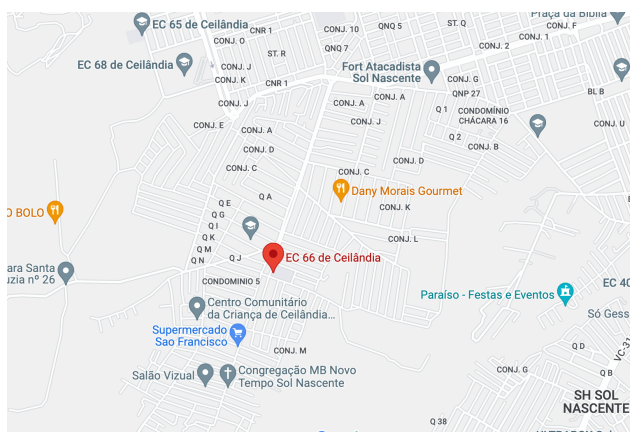 Praça da Bíblia
EC 65 de Ceilândia
CNR 1
CONJ. 10
QNQ 5
ST. Q
CONJ. O
CONJ. 1
QNQ 7
CONJ. 2
ST. R
EC 68 de Ceilândia
CONJ. J
Fort Atacadista
Sol Nascente
CONJ. K
CNR 1
CONJ. G
QNP 27
BL B
CONJ. J
CONJ. A
CONJ. A
Q 1
CONDOMÍNIO
CHÁCARA 16
CONJ. E
CONJ. A
CONJ. J
CONJ. U
Q 2
CONJ. D
CONJ. B
CONJ. D
CONJ. C
CONJ. C
Dany Morais Gourmet
Q A
Q E
O BOLO
Q G
CONJ. K
Q I
Q K
CONJ. L
Q M
Q N
Q J
EC 66 de Ceilândia
ara Santa
uzia nº 26
CONDOMINIO 5
EC 40
Paraíso - Festas e Eventos
Centro Comunitário
da Criança de Ceilândia...
Só Gess
Supermercado
Sao Francisco
CONJ. M
Q D
VC-31
Salão Vizual
Congregação MB Novo
Tempo Sol Nascente
CONJ. G
Q B
SH SOL
NASCENTE
Q 38